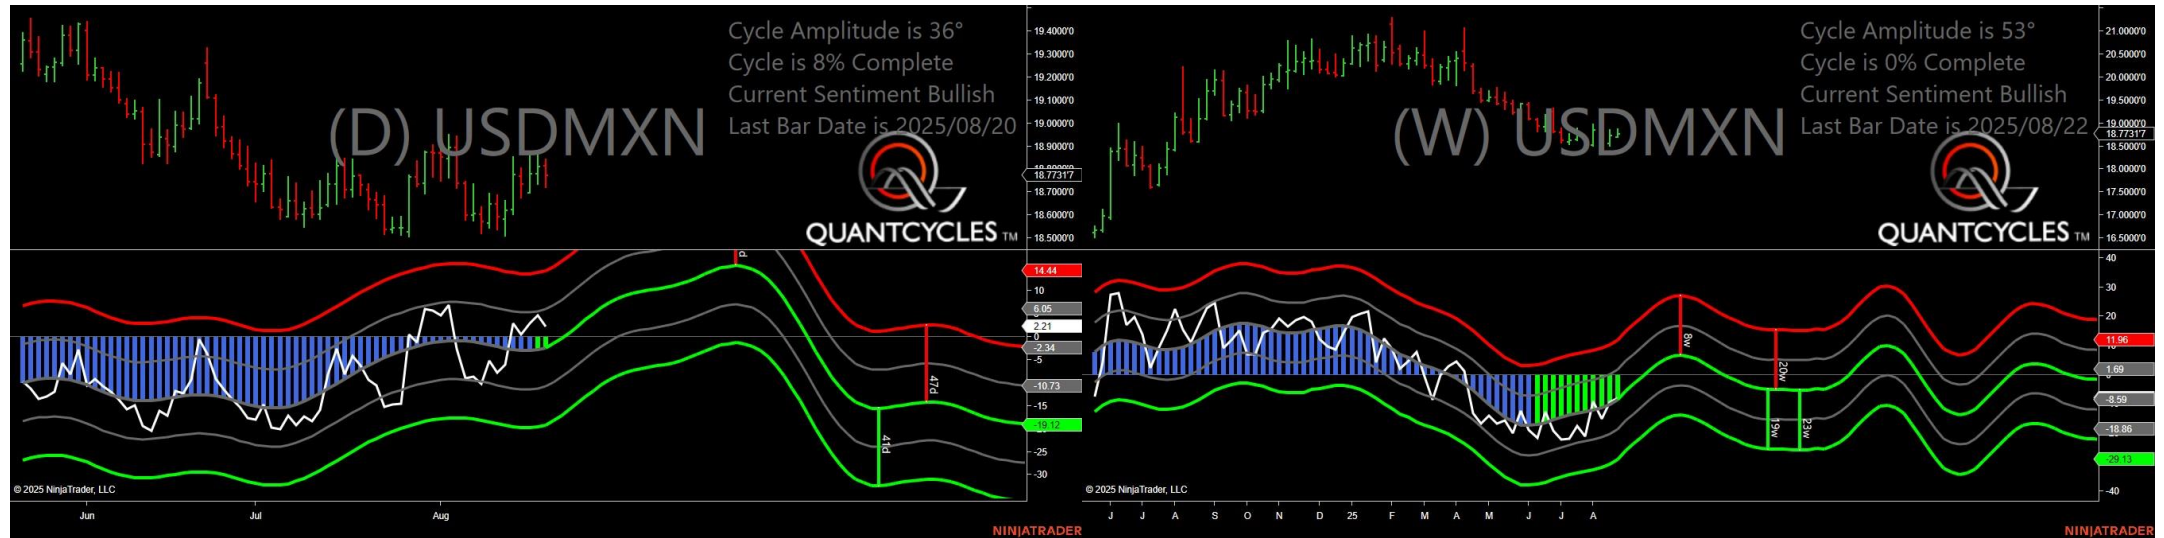 Cycle Amplitude is 36°
Cycle is 8% Complete
Current Sentiment Bullish
Last Bar Date is 2025/08/20
(D) USDMXN
QUANTCYCLES TM
19.4000'0
19.3000'0
19.2000'0
19.1000'0
19.0000'0
18.9000'0
18.7731'7
18.7000'0
18.6000'0
18.5000'0
14.44
10
6.05
2.21
-2.34
-5
-10.73
-15
-19.12
-25
-30
47d
41d
© 2025 NinjaTrader, LLC
Jun
Jul
Aug
NINJATRADER
Cycle Amplitude is 53°
Cycle is 0% Complete
Current Sentiment Bullish
Last Bar Date is 2025/08/22
(W) USDMXN
QUANTCYCLES TM
21.0000'0
20.5000'0
20.0000'0
19.5000'0
19.0000'0
18.7731'7
18.5000'0
18.0000'0
17.5000'0
17.0000'0
16.5000'0
40
30
20
11.96
1.69
-8.59
-18.86
-29.13
-40
8w
20w
19w
23w
© 2025 NinjaTrader, LLC
J J A S O N D 25 F M A M J J A
NINJATRADER